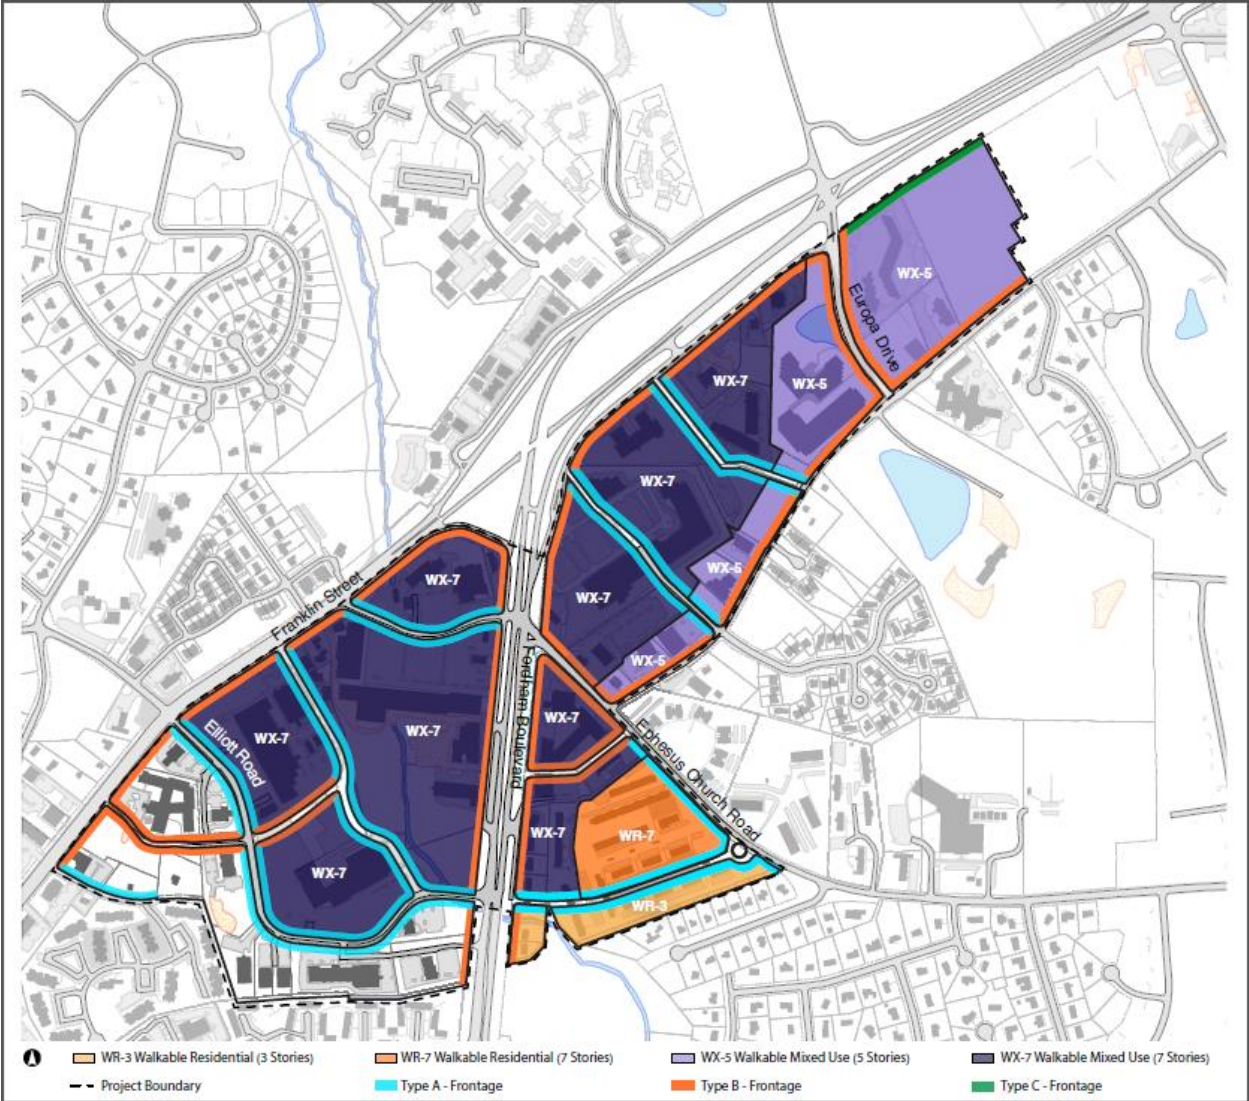 WX-5
Europa Drive
WX-7
WX-5
WX-7
WX-5
WX-7
WX-7
Franklin Street
WX-5
Fordham Boulevard
WX-7
WX-7
WX-7
Elliott Road
Ephesus Church Road
WX-7
WR-7
WX-7
WR-3
WR-3 Walkable Residential (3 Stories)
WR-7 Walkable Residential (7 Stories)
WX-5 Walkable Mixed Use (5 Stories)
WX-7 Walkable Mixed Use (7 Stories)
Project Boundary
Type A - Frontage
Type B - Frontage
Type C - Frontage